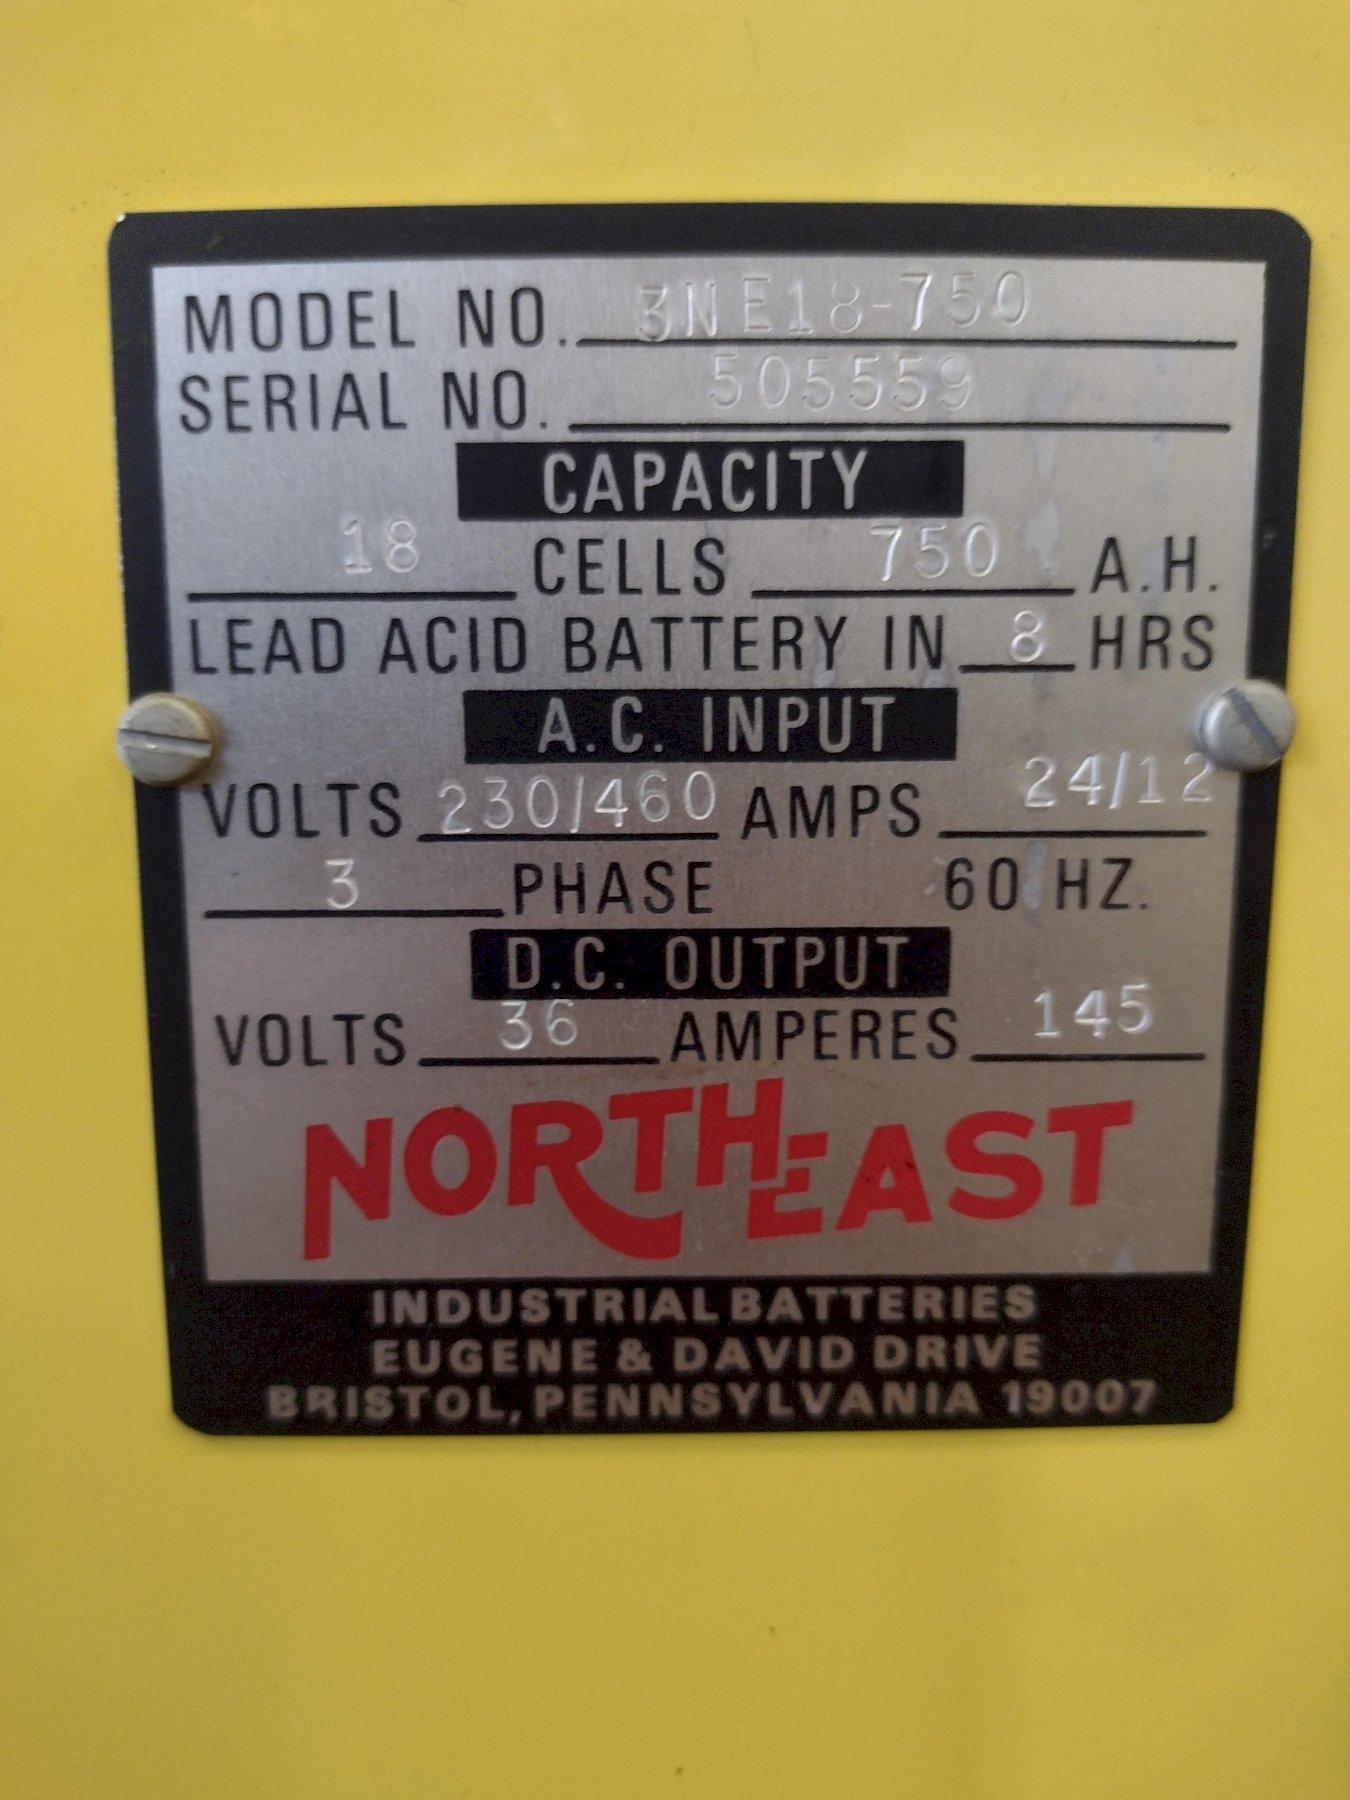 MODEL NO. 3NE18-750
SERIAL NO. 505559
CAPACITY
18 CELLS 750 A.H.
LEAD ACID BATTERY IN 8 HRS
A.C. INPUT
VOLTS 230/460 AMPS 24/12
3 PHASE 60 HZ.
D.C. OUTPUT
VOLTS 36 AMPERES 145
NORTHEAST
INDUSTRIAL BATTERIES
EUGENE & DAVID DRIVE
BRISTOL, PENNSYLVANIA 19007